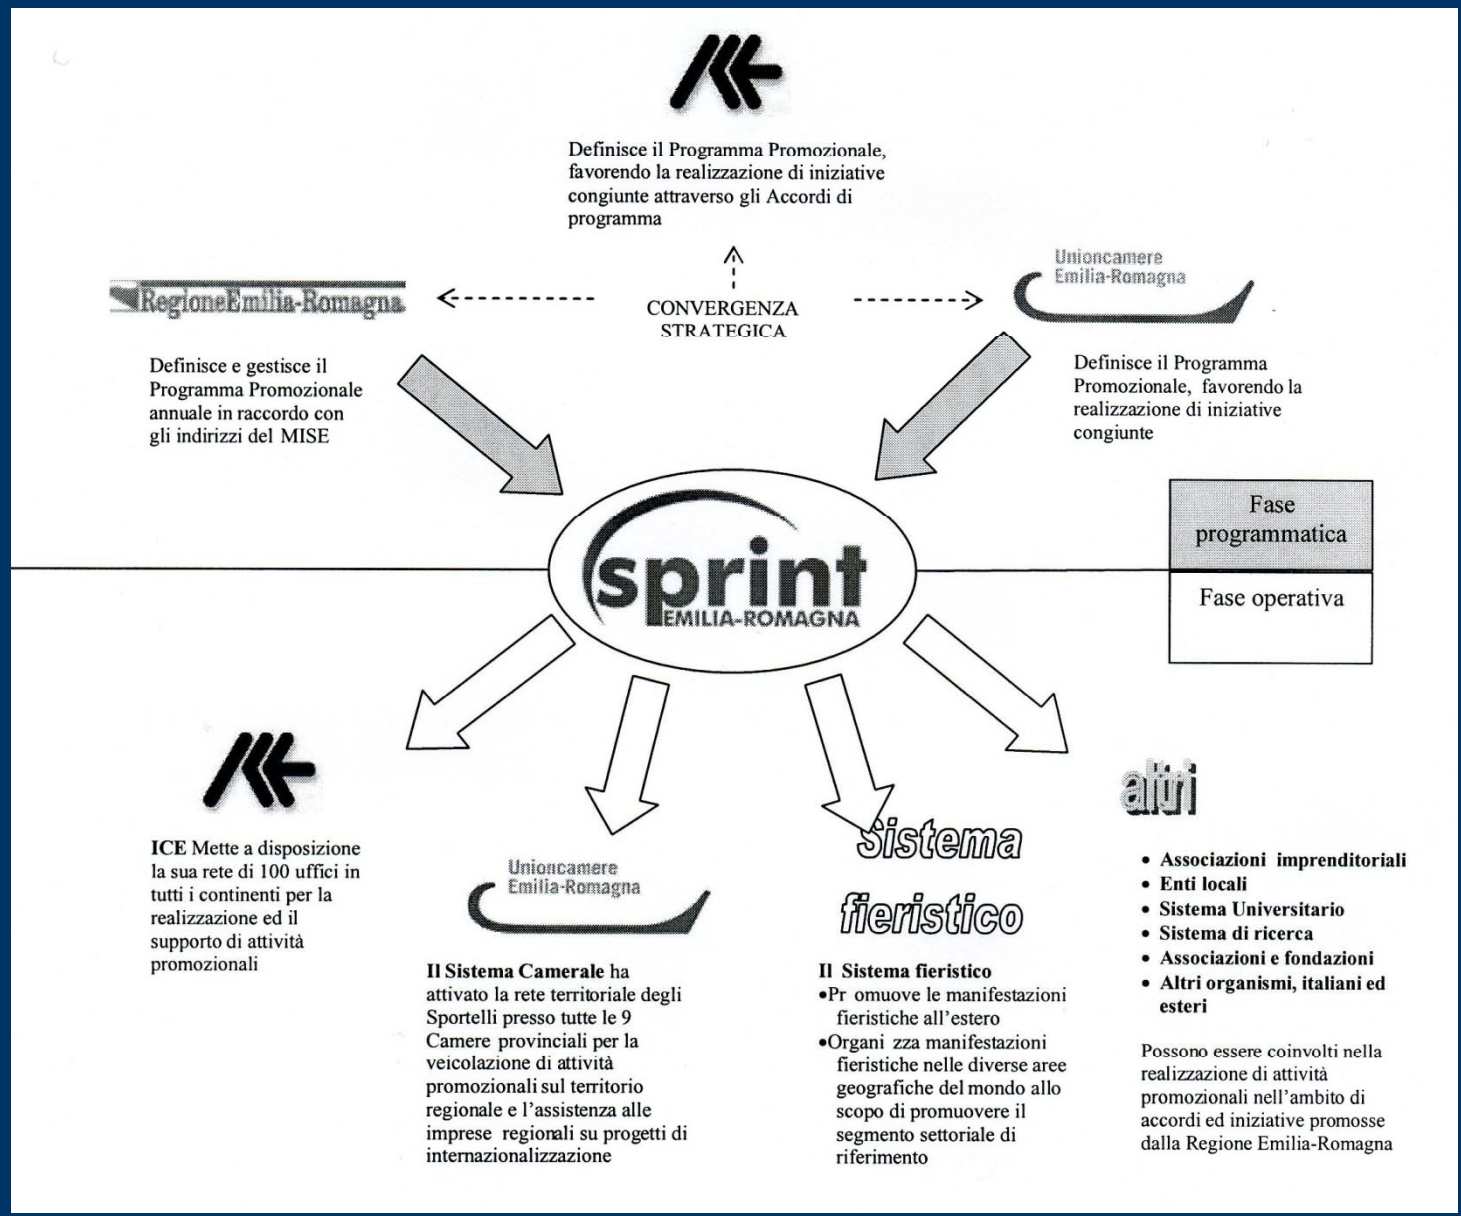 Definisce il Programma Promozionale,
favorendo la realizzazione di iniziative
congiunte attraverso gli Accordi di
programma
RegioneEmilia-Romagna
CONVERGENZA
STRATEGICA
Unioncamere
Emilia-Romagna
Definisce e gestisce il
Programma Promozionale
annuale in raccordo con
gli indirizzi del MISE
Definisce il Programma
Promozionale, favorendo la
realizzazione di iniziative
congiunte
sprint
EMILIA-ROMAGNA
Fase
programmatica
Fase operativa
ICE Mette a disposizione
la sua rete di 100 uffici in
tutti i continenti per la
realizzazione ed il
supporto di attività
promozionali
Unioncamere
Emilia-Romagna
Il Sistema Camerale ha
attivato la rete territoriale degli
Sportelli presso tutte le 9
Camere provinciali per la
veicolazione di attività
promozionali sul territorio
regionale e l'assistenza alle
imprese regionali su progetti di
internazionalizzazione
Sistema
fieristico
Il Sistema fieristico
•Pr omuove le manifestazioni
fieristiche all'estero
•Organi zza manifestazioni
fieristiche nelle diverse aree
geografiche del mondo allo
scopo di promuovere il
segmento settoriale di
riferimento
altri
• Associazioni imprenditoriali
• Enti locali
• Sistema Universitario
• Sistema di ricerca
• Associazioni e fondazioni
• Altri organismi, italiani ed
esteri
Possono essere coinvolti nella
realizzazione di attività
promozionali nell'ambito di
accordi ed iniziative promosse
dalla Regione Emilia-Romagna